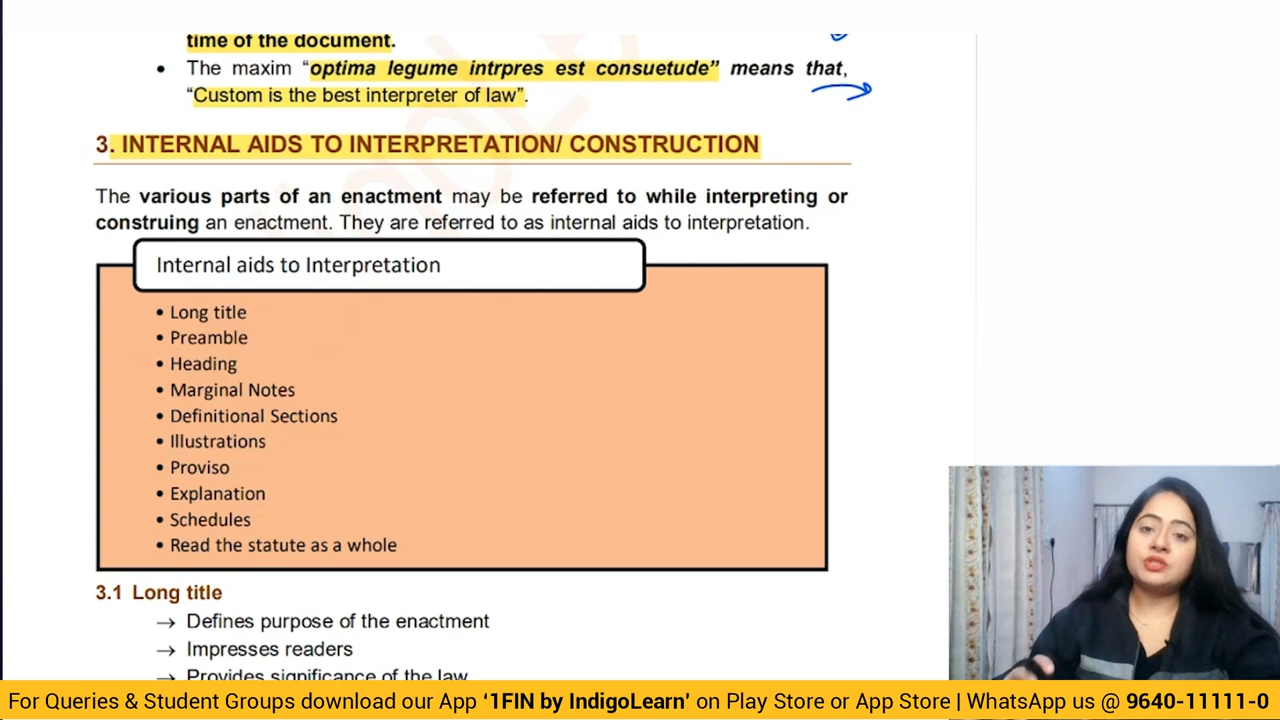 time of the document.
• The maxim “optima legume intrpres est consuetude” means that,
“Custom is the best interpreter of law”.
3. INTERNAL AIDS TO INTERPRETATION/ CONSTRUCTION
The various parts of an enactment may be referred to while interpreting or
construing an enactment. They are referred to as internal aids to interpretation.
Internal aids to Interpretation
• Long title
• Preamble
• Heading
• Marginal Notes
• Definitional Sections
• Illustrations
• Proviso
• Explanation
• Schedules
• Read the statute as a whole
3.1 Long title
→ Defines purpose of the enactment
→ Impresses readers
→ Provides significance of the law
For Queries & Student Groups download our App ‘1FIN by IndigoLearn’ on Play Store or App Store | WhatsApp us @ 9640-11111-0